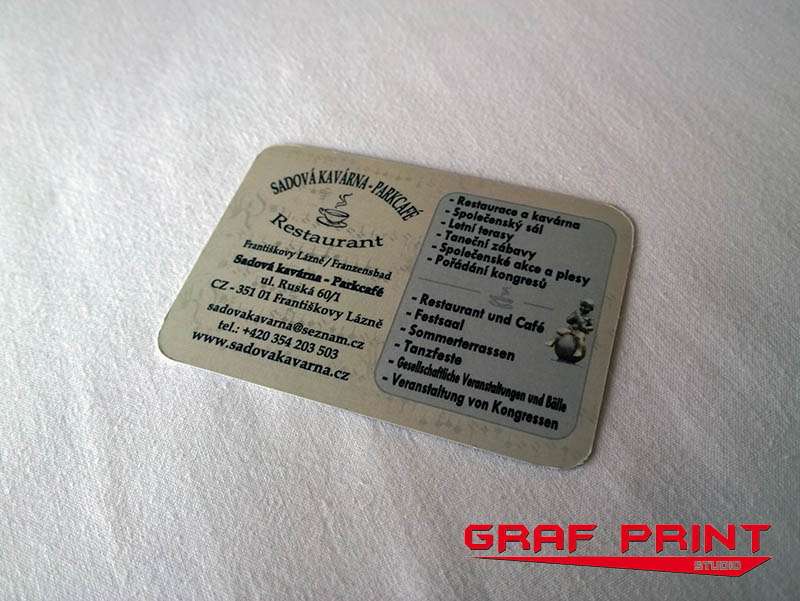 SADOVÁ KAVÁRNA - PARKCAFÉ
Restaurant
Františkovy Lázně / Franzensbad
Sadová kavárna - Parkcafé
ul. Ruská 60/1
CZ - 351 01 Františkovy Lázně
sadovakavarna@seznam.cz
tel.: +420 354 203 503
www.sadovakavarna.cz
- Restaurace a kavárna
- Společenský sál
- Letní terasy
- Taneční zábavy
- Společenské akce a plesy
- Pořádání kongresů
- Restaurant und Café
- Festsaal
- Sommerterrassen
- Tanzfeste
- Gesellschaftliche Veranstaltungen und Bälle
- Veranstaltung von Kongressen
GRAF PRINT
STUDIO